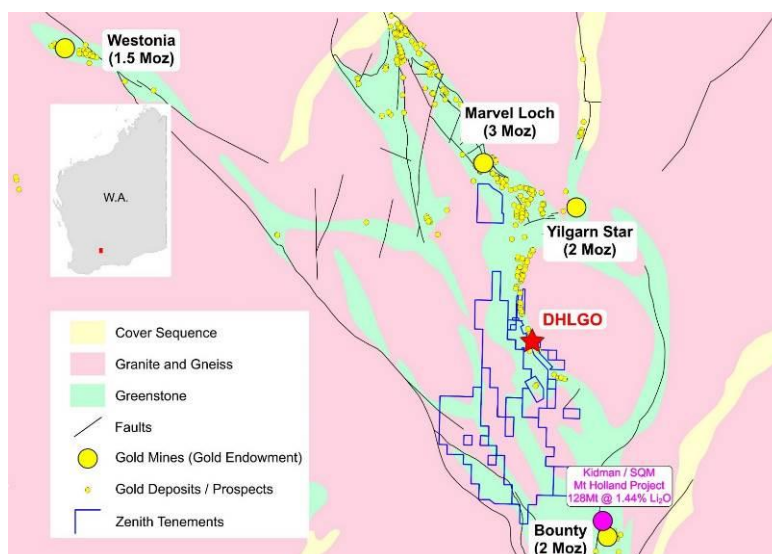 Westonia
(1.5 Moz)
Marvel Loch
(3 Moz)
W.A.
Yilgarn Star
(2 Moz)
DHLGO
Cover Sequence
Granite and Gneiss
Greenstone
Faults
Gold Mines (Gold Endowment)
Gold Deposits / Prospects
Zenith Tenements
Kidman / SQM
Mt Holland Project
128Mt @ 1.44% Li₂O
Bounty
(2 Moz)